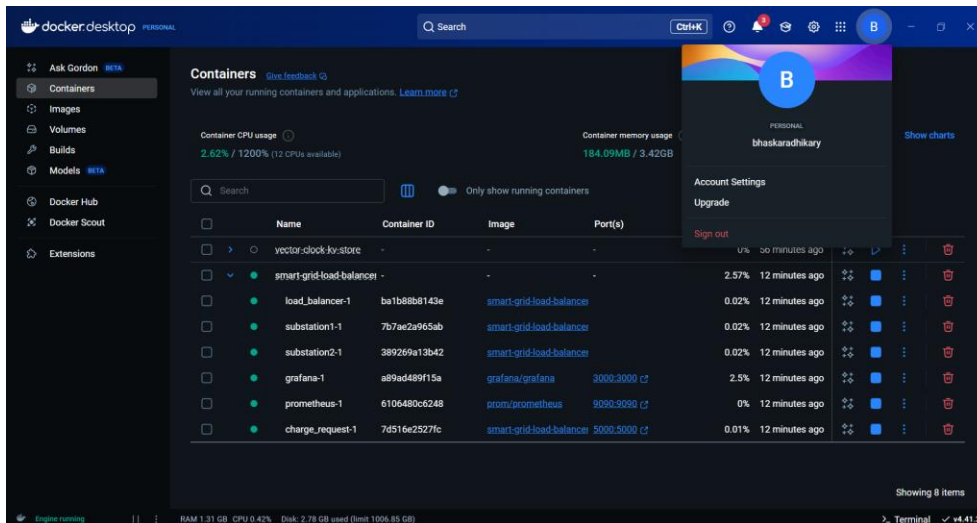 docker.desktop PERSONAL
Search
Ctrl+K
3
B
Ask Gordon BETA
Containers
Images
Volumes
Builds
Models BETA
Docker Hub
Docker Scout
Extensions
Containers Give feedback
View all your running containers and applications. Learn more
Container CPU usage
2.62% / 1200% (12 CPUs available)
Container memory usage
184.09MB / 3.42GB
Show charts
B
PERSONAL
bhaskaradhikary
Account Settings
Upgrade
Sign out
Search
Only show running containers
Name Container ID Image Port(s)
vector-clock-kv-store - - - 0% 56 minutes ago
smart-grid-load-balancer - - - 2.57% 12 minutes ago
load_balancer-1 ba1b88b8143e smart-grid-load-balancer 0.02% 12 minutes ago
substation1-1 7b7ae2a965ab smart-grid-load-balancer 0.02% 12 minutes ago
substation2-1 389269a13b42 smart-grid-load-balancer 0.02% 12 minutes ago
grafana-1 a89ad489f15a grafana/grafana 3000:3000 2.5% 12 minutes ago
prometheus-1 6106480c6248 prom/prometheus 9090:9090 0% 12 minutes ago
charge_request-1 7d516e2527fc smart-grid-load-balancer 5000:5000 0.01% 12 minutes ago
Showing 8 items
Engine running
RAM 1.31 GB CPU 0.42% Disk: 2.78 GB used (limit 1006.85 GB)
Terminal